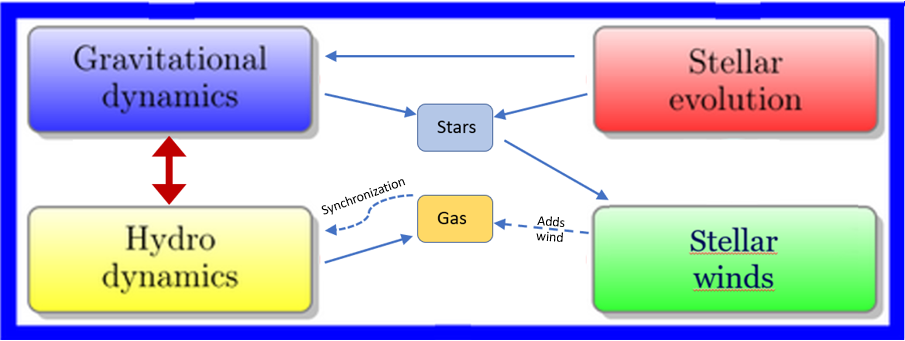 Gravitational
dynamics
Stellar
evolution
Stars
Synchronization
Gas
Adds
wind
Hydro
dynamics
Stellar
winds